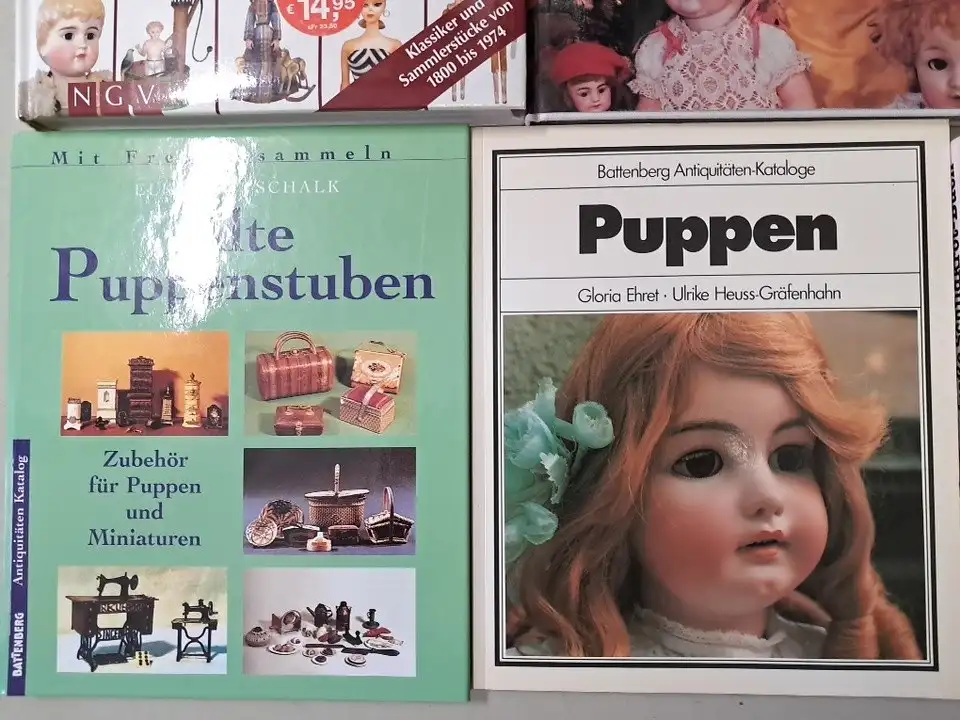 € 14,95
Klassiker und
Sammlerstücke von
1800 bis 1974
NGV
Mit sammeln
SCHALK
Puppenstuben
Zubehör
für Puppen
und
Miniaturen
BATTENBERG Antiquitäten Katalog
Battenberg Antiquitäten-Kataloge
Puppen
Gloria Ehret · Ulrike Heuss-Gräfenhahn